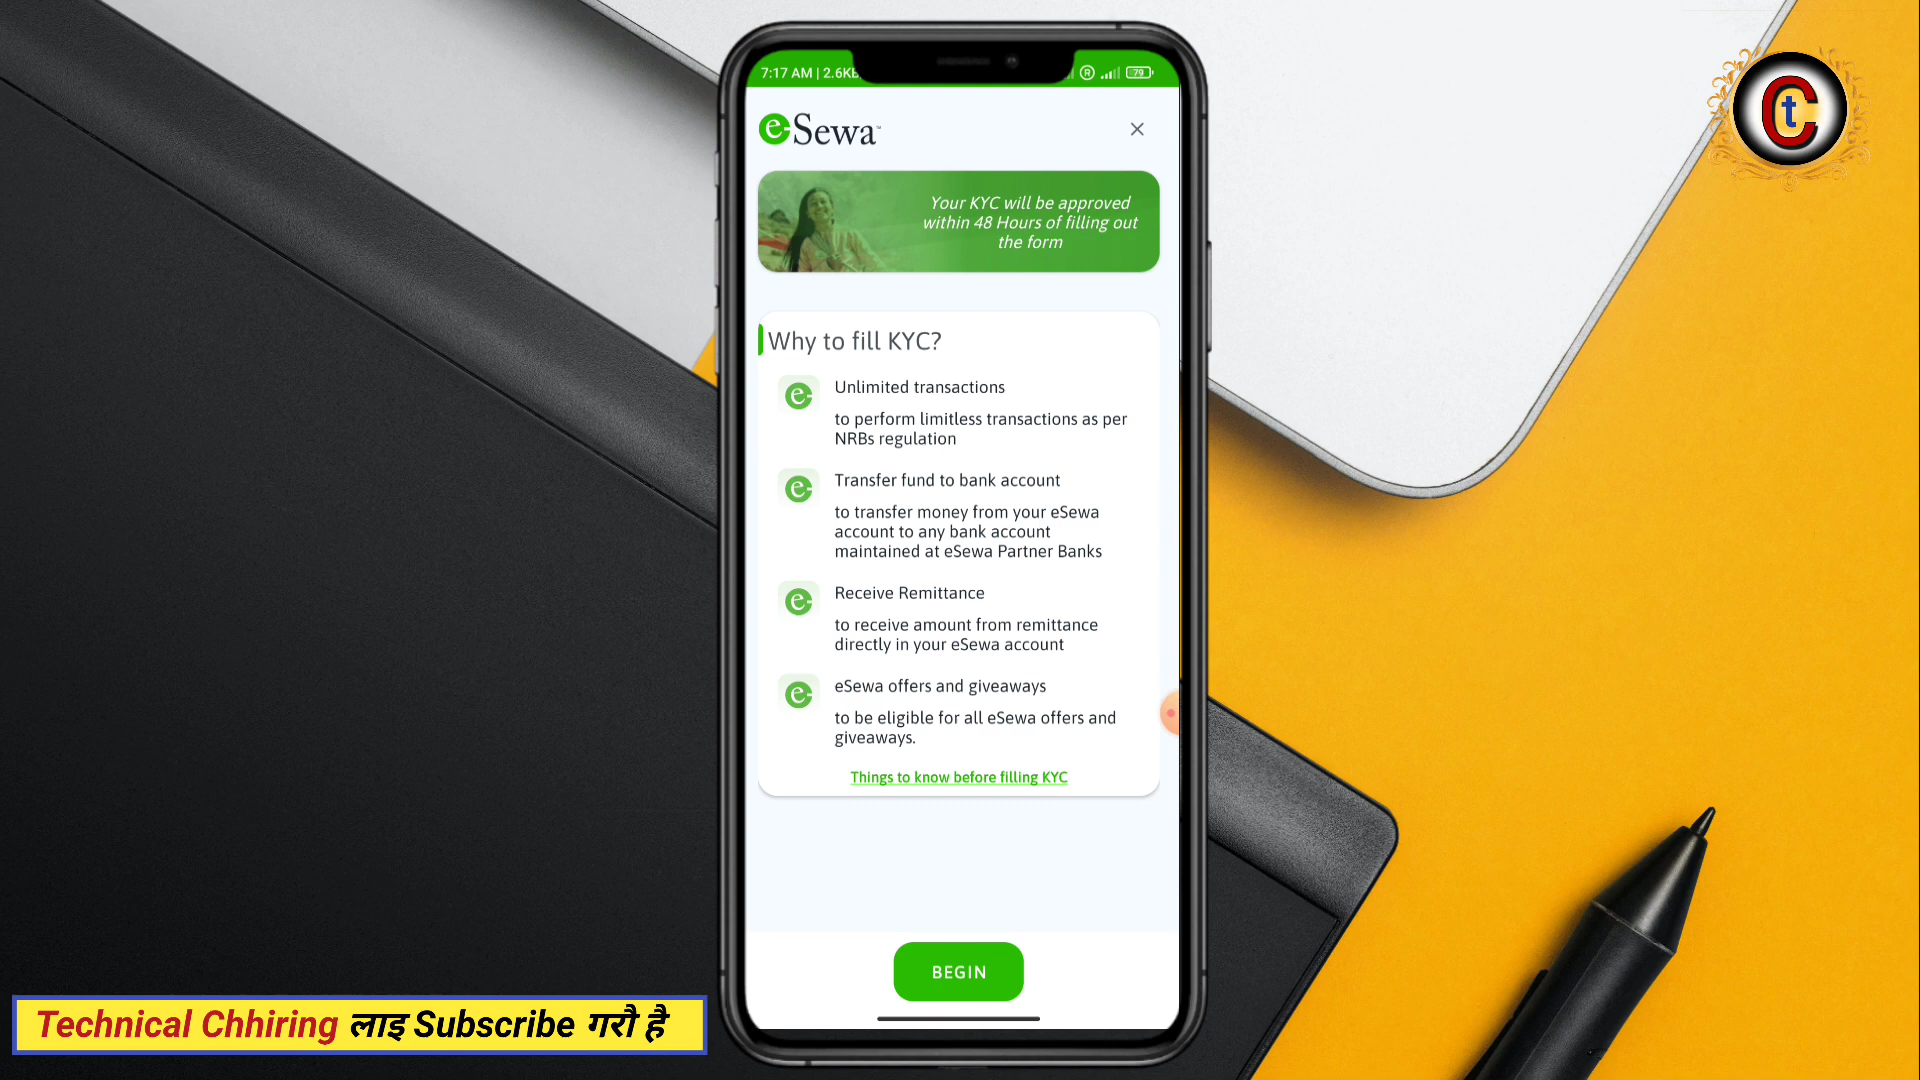 7:17 AM | 2.6KB
R
79
eSewa
Your KYC will be approved
within 48 Hours of filling out
the form
Why to fill KYC?
Unlimited transactions
to perform limitless transactions as per
NRBs regulation
Transfer fund to bank account
to transfer money from your eSewa
account to any bank account
maintained at eSewa Partner Banks
Receive Remittance
to receive amount from remittance
directly in your eSewa account
eSewa offers and giveaways
to be eligible for all eSewa offers and
giveaways.
Things to know before filling KYC
BEGIN
Technical Chhiring लाइ Subscribe गरौ है